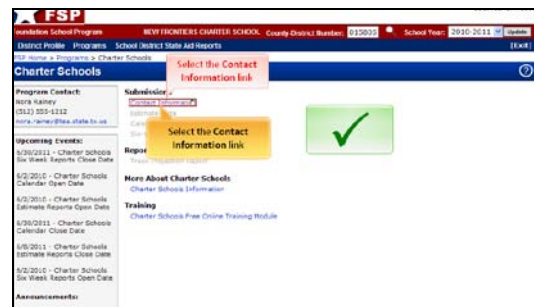 FSP
Foundation School Program
NEW FRONTIERS CHARTER SCHOOL
County-District Number: 015805
School Year: 2010-2011
Update
District Profile Programs School District State Aid Reports
[Exit]
FSP Home > Programs > Charter Schools
Charter Schools
Program Contact:
Nora Rainey
(512) 555-1212
nora.rainey@tea.state.tx.us
Upcoming Events:
6/30/2011 - Charter Schools
Six Week Reports Close Date
6/2/2010 - Charter Schools
Calendar Open Date
6/2/2010 - Charter Schools
Estimate Reports Open Date
6/30/2011 - Charter Schools
Calendar Close Date
6/8/2011 - Charter Schools
Estimate Reports Close Date
6/2/2010 - Charter Schools
Six Week Reports Open Date
Announcements:
Select the Contact
Information link
Submissions
Contact Information
Select the Contact
Information link
More About Charter Schools
Charter Schools Information
Training
Charter Schools Free Online Training Module